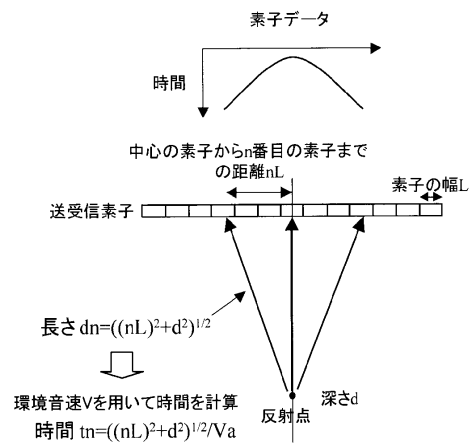 素子データ
時間
中心の素子からn番目の素子まで
の距離nL
素子の幅L
送受信素子
長さdn=((nL)²+d²)¹/²
環境音速Vを用いて時間を計算
時間 tn=((nL)²+d²)¹/²/Va
深さd
反射点